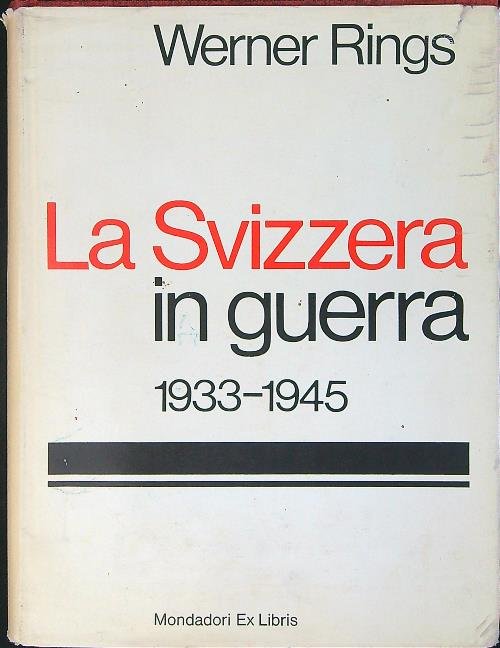 Werner Rings
La Svizzera
in guerra
1933–1945
Mondadori Ex Libris